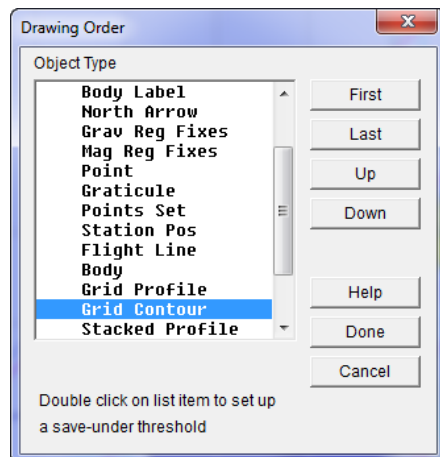 Drawing Order
Object Type
Body Label
North Arrow
Grav Reg Fixes
Mag Reg Fixes
Point
Graticule
Points Set
Station Pos
Flight Line
Body
Grid Profile
Grid Contour
Stacked Profile
First
Last
Up
Down
Help
Done
Cancel
Double click on list item to set up
a save-under threshold